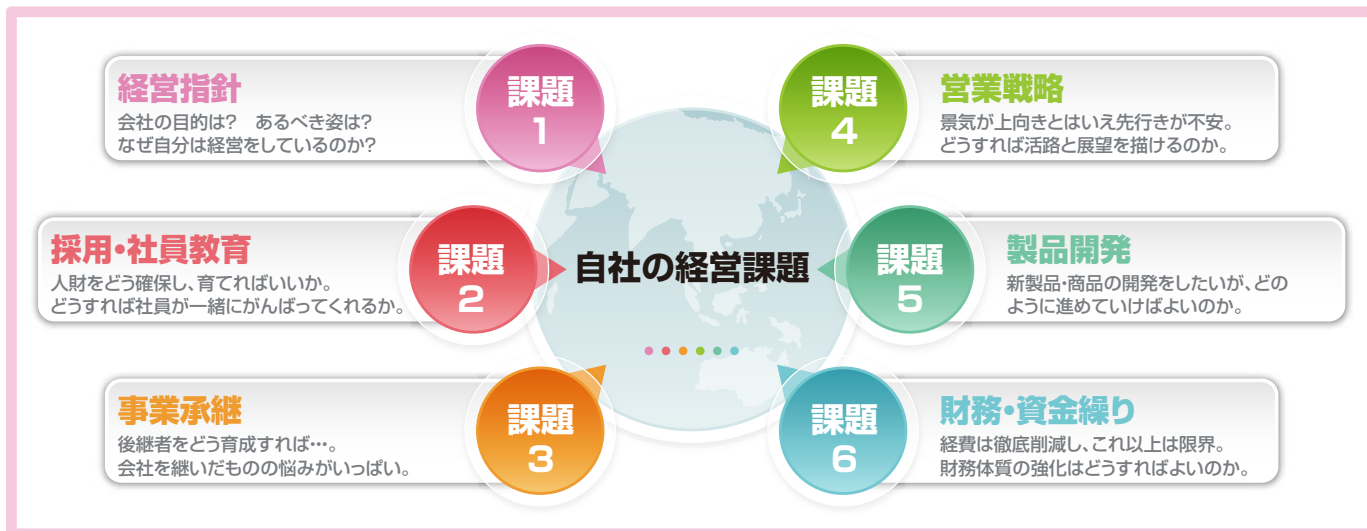 課題
1
経営指針
会社の目的は?　あるべき姿は?
なぜ自分は経営をしているのか?
課題
2
採用・社員教育
人財をどう確保し、育てればいいか。
どうすれば社員が一緒にがんばってくれるか。
課題
3
事業承継
後継者をどう育成すれば…。
会社を継いだものの悩みがいっぱい。
自社の経営課題
課題
4
営業戦略
景気が上向きとはいえ先行きが不安。
どうすれば活路と展望を描けるのか。
課題
5
製品開発
新製品・商品の開発をしたいが、どの
ように進めていけばよいのか。
課題
6
財務・資金繰り
経費は徹底削減し、これ以上は限界。
財務体質の強化はどうすればよいのか。